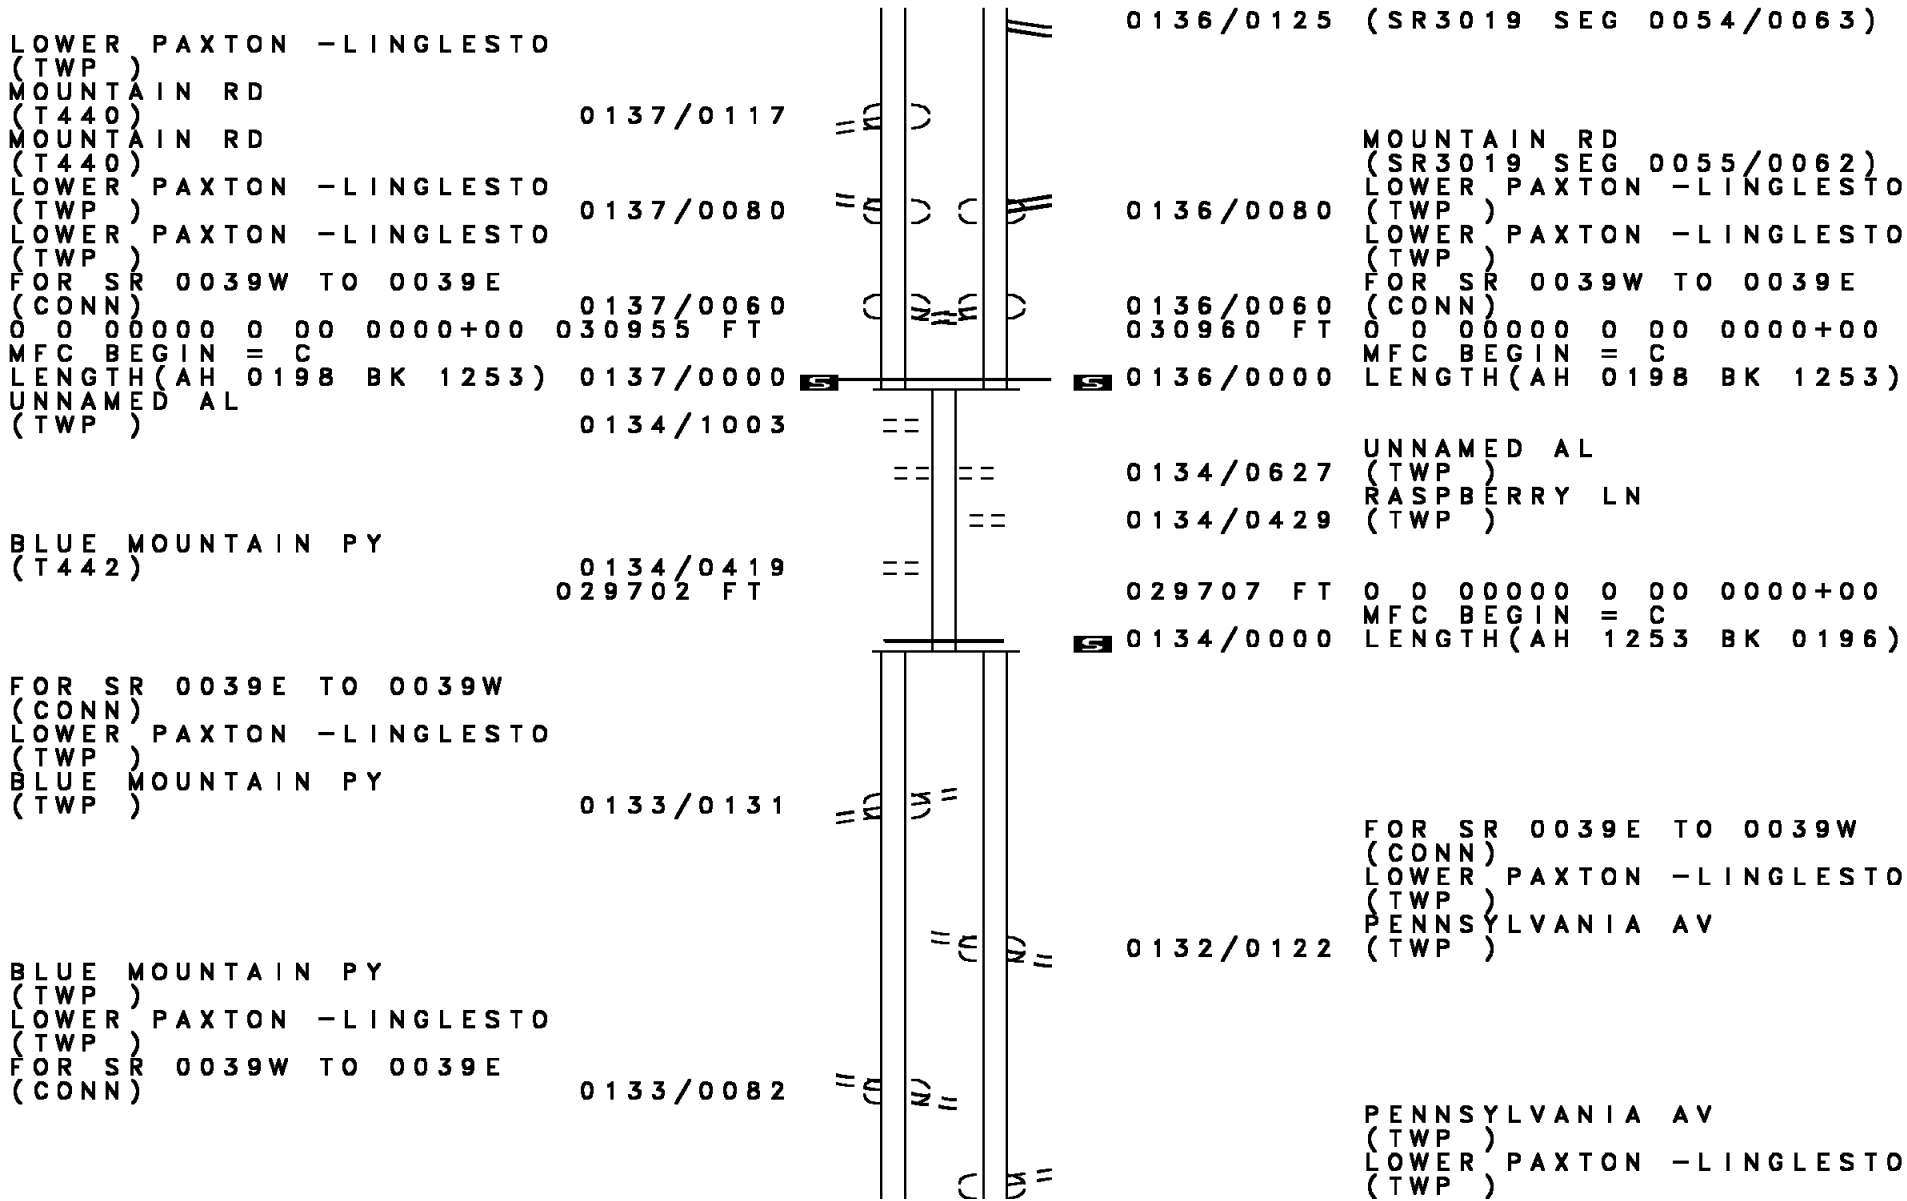 0136/0125 (SR3019 SEG 0054/0063)
LOWER PAXTON -LINGLESTO
(TWP )
MOUNTAIN RD
(T440) 0137/0117
MOUNTAIN RD MOUNTAIN RD
(T440) (SR3019 SEG 0055/0062)
LOWER PAXTON -LINGLESTO LOWER PAXTON -LINGLESTO
(TWP ) 0137/0080 0136/0080 (TWP )
LOWER PAXTON -LINGLESTO LOWER PAXTON -LINGLESTO
(TWP ) (TWP )
FOR SR 0039W TO 0039E FOR SR 0039W TO 0039E
(CONN) 0137/0060 0136/0060 (CONN)
0 0 00000 0 00 0000+00 030955 FT 030960 FT 0 0 00000 0 00 0000+00
MFC BEGIN = C MFC BEGIN = C
LENGTH(AH 0198 BK 1253) 0137/0000 S S 0136/0000 LENGTH(AH 0198 BK 1253)
UNNAMED AL
(TWP ) 0134/1003
UNNAMED AL
0134/0627 (TWP )
RASPBERRY LN
0134/0429 (TWP )
BLUE MOUNTAIN PY
(T442) 0134/0419
029702 FT 029707 FT 0 0 00000 0 00 0000+00
MFC BEGIN = C
S 0134/0000 LENGTH(AH 1253 BK 0196)
FOR SR 0039E TO 0039W
(CONN)
LOWER PAXTON -LINGLESTO
(TWP )
BLUE MOUNTAIN PY
(TWP ) 0133/0131
FOR SR 0039E TO 0039W
(CONN)
LOWER PAXTON -LINGLESTO
(TWP )
PENNSYLVANIA AV
0132/0122 (TWP )
BLUE MOUNTAIN PY
(TWP )
LOWER PAXTON -LINGLESTO
(TWP )
FOR SR 0039W TO 0039E
(CONN) 0133/0082
PENNSYLVANIA AV
(TWP )
LOWER PAXTON -LINGLESTO
(TWP )